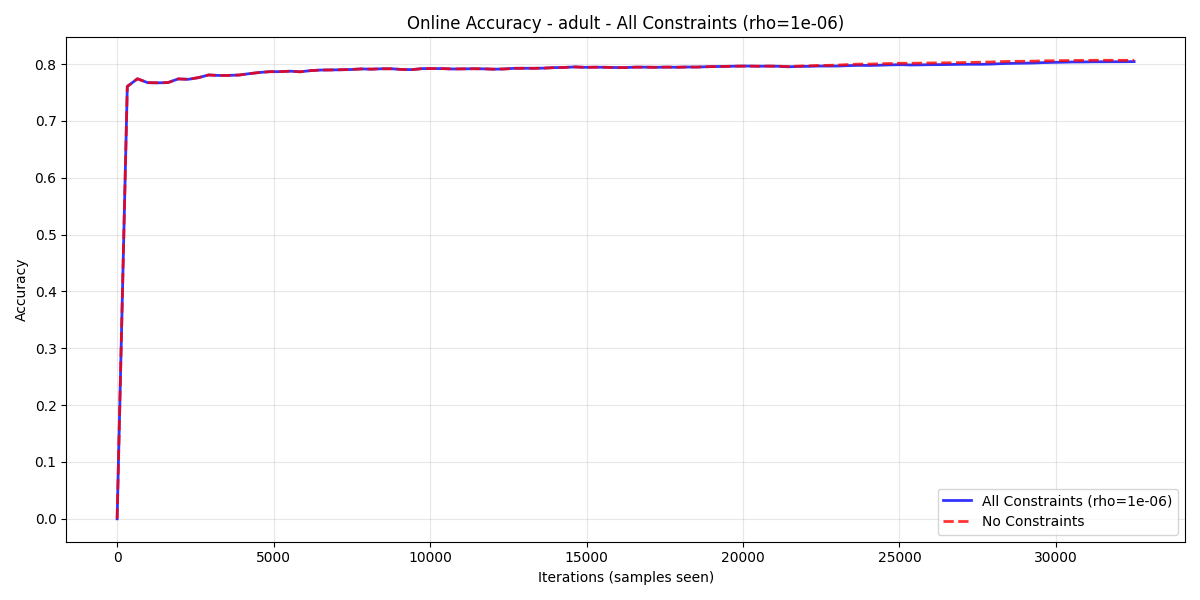 Online Accuracy - adult - All Constraints (rho=1e-06)
Accuracy
0.8
0.7
0.6
0.5
0.4
0.3
0.2
0.1
0.0
0 5000 10000 15000 20000 25000 30000
Iterations (samples seen)
All Constraints (rho=1e-06)
No Constraints